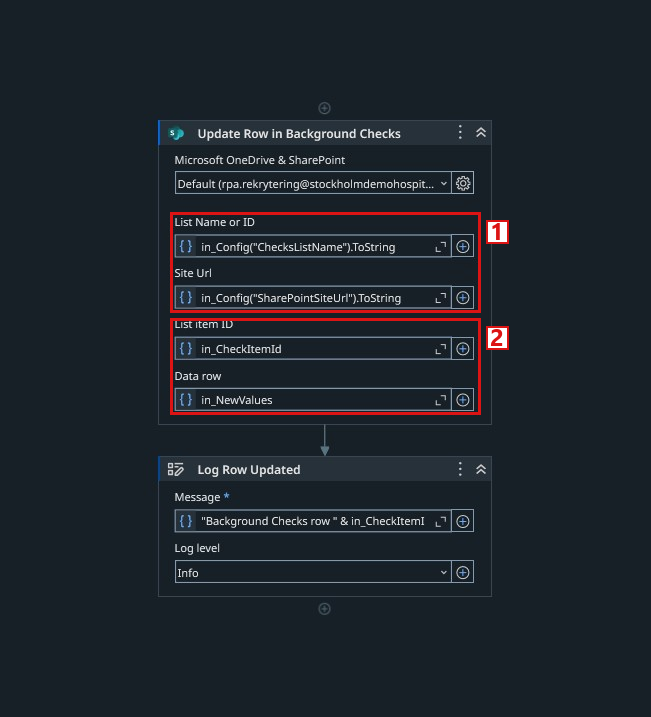 Update Row in Background Checks
Microsoft OneDrive & SharePoint
Default (rpa.rekrytering@stockholmdemohospit...
1
List Name or ID
in_Config("ChecksListName").ToString
Site Url
in_Config("SharePointSiteUrl").ToString
2
List item ID
in_CheckItemId
Data row
in_NewValues
Log Row Updated
Message *
"Background Checks row " & in_CheckItemI
Log level
Info